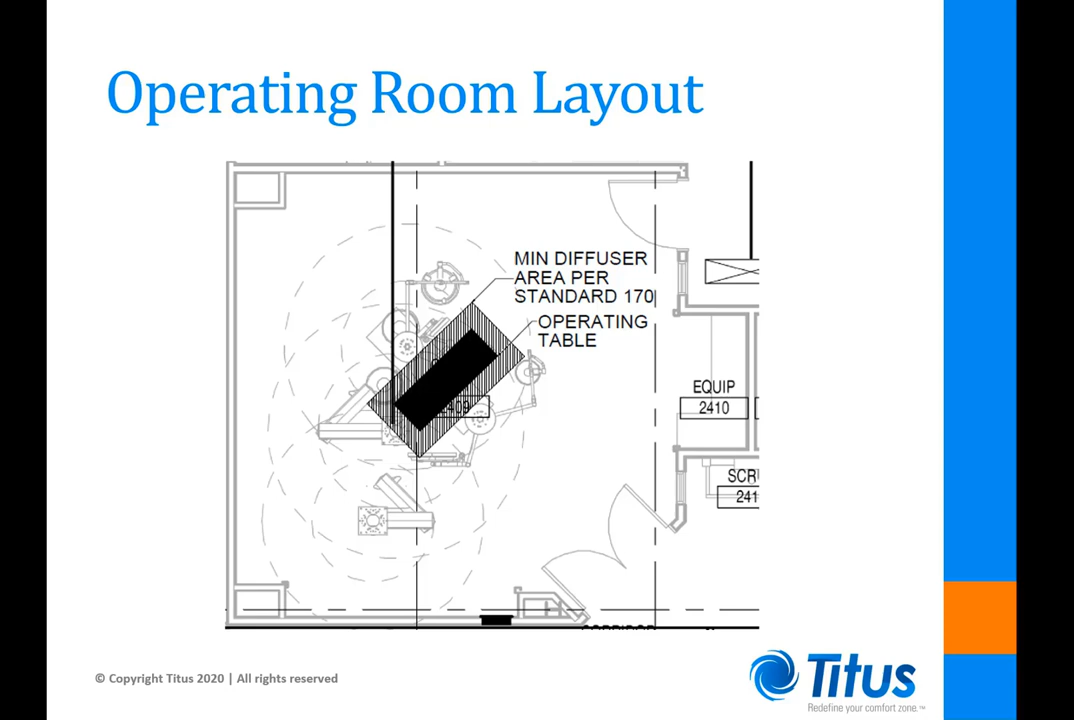 Operating Room Layout
MIN DIFFUSER
AREA PER
STANDARD 170
OPERATING
TABLE
EQUIP
2410
© Copyright Titus 2020 | All rights reserved
Titus
Redefine your comfort zone.™